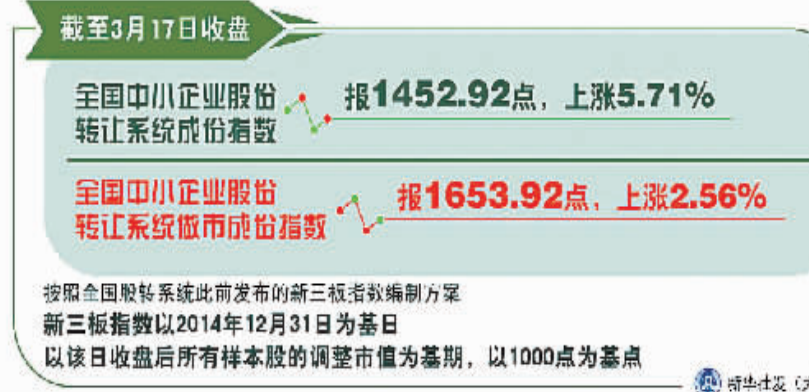 截至3月17日收盘
全国中小企业股份
转让系统成份指数
报1452.92点，上涨5.71%
全国中小企业股份
转让系统做市成份指数
报1653.92点，上涨2.56%
按照全国股转系统此前发布的新三板指数编制方案
新三板指数以2014年12月31日为基日
以该日收盘后所有样本股的调整市值为基期，以1000点为基点
新华社发